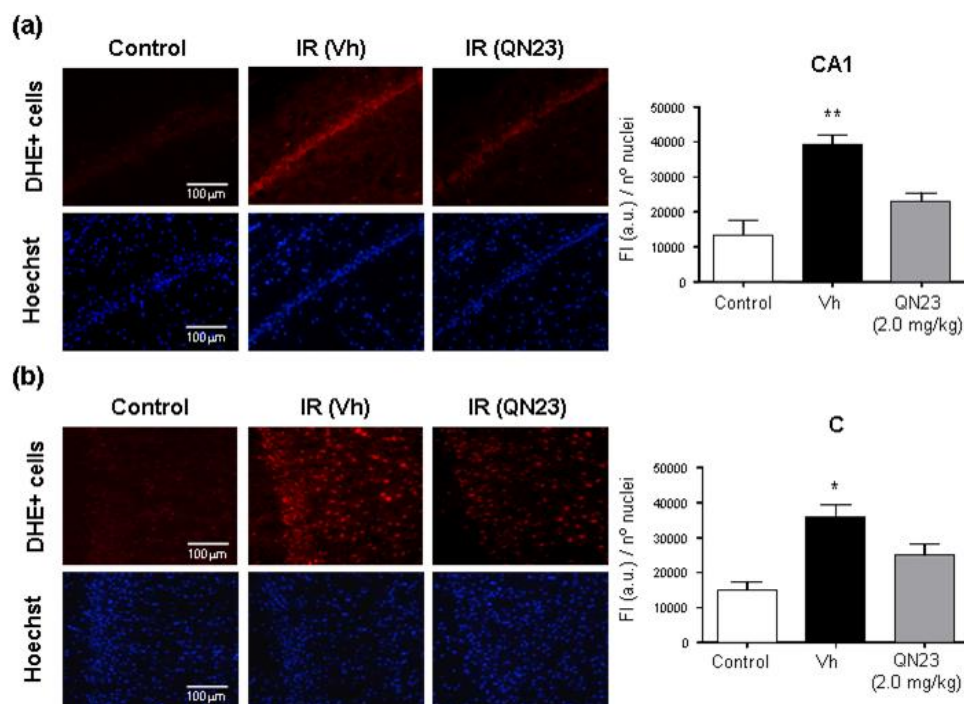 (a)
Control IR (Vh) IR (QN23)
DHE+ cells
100 µm
Hoechst
100 µm
CA1
FI (a.u.) / nº nuclei
50000
40000
30000
20000
10000
0
**
Control Vh QN23
(2.0 mg/kg)
(b)
Control IR (Vh) IR (QN23)
DHE+ cells
100 µm
Hoechst
100 µm
C
FI (a.u.) / nº nuclei
50000
40000
30000
20000
10000
0
*
Control Vh QN23
(2.0 mg/kg)